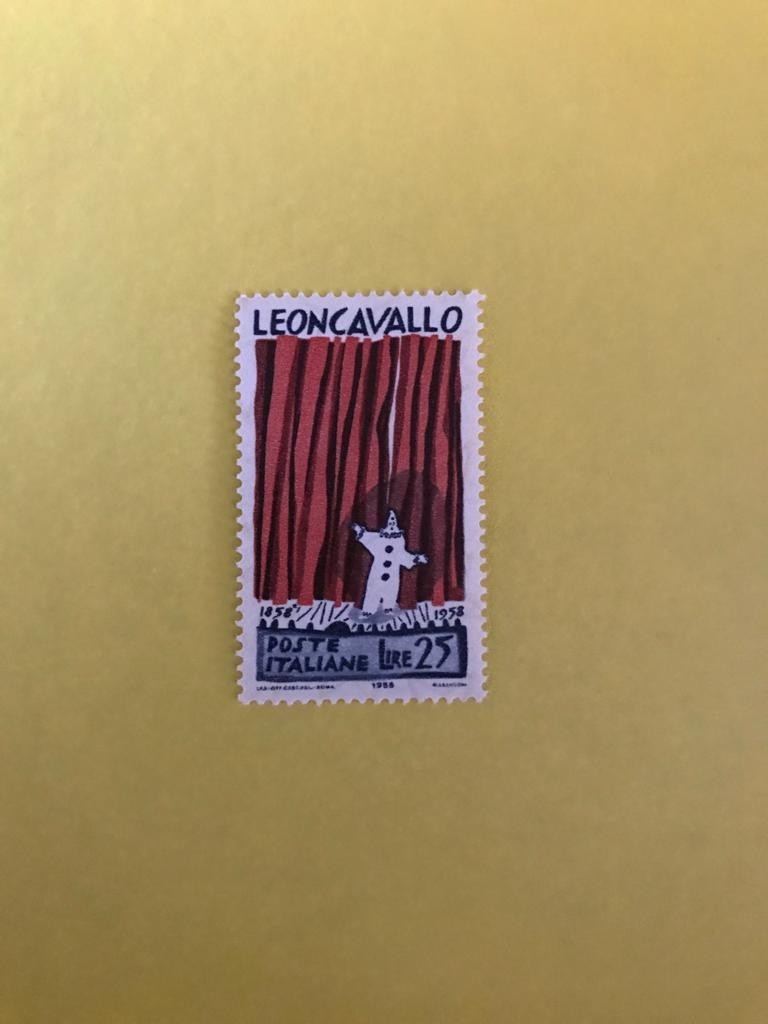 LEONCAVALLO
1858 1958
POSTE
ITALIANE LIRE 25
1958